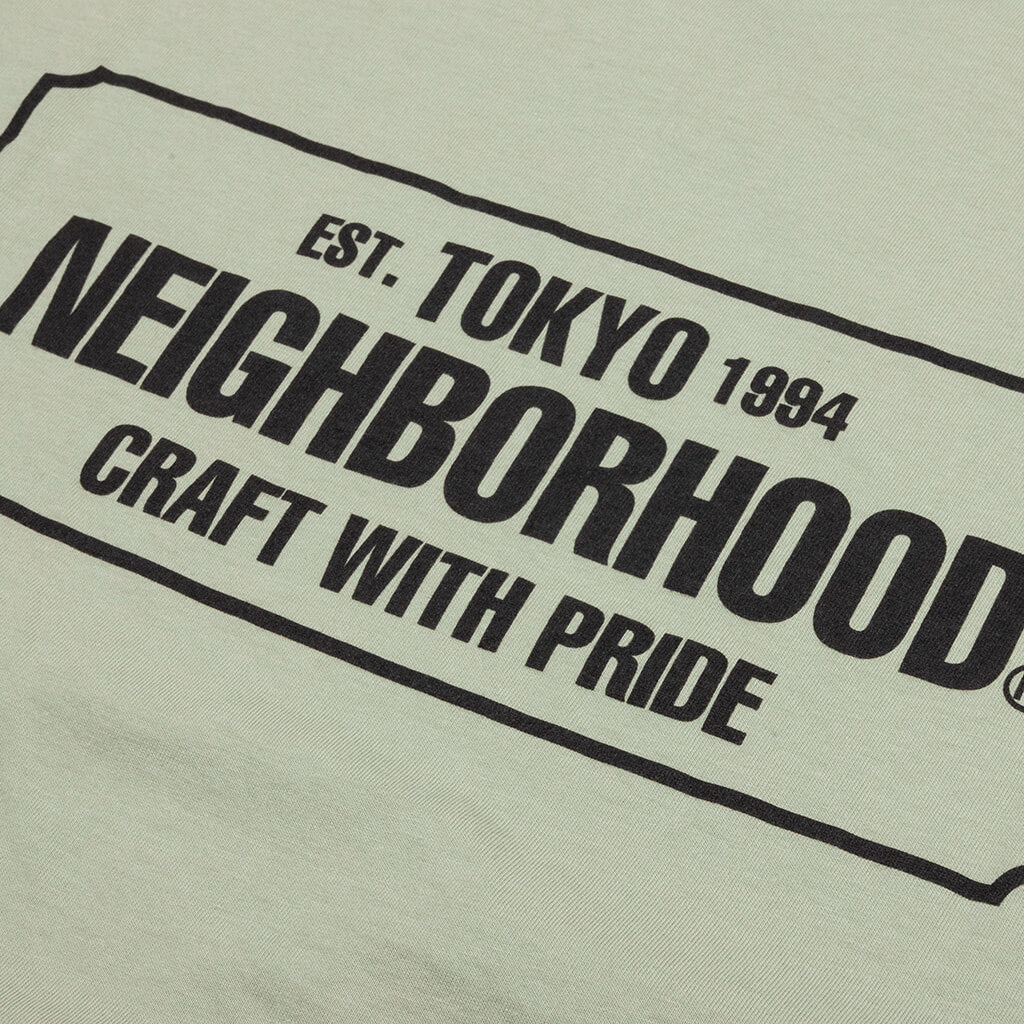 EST. TOKYO 1994
NEIGHBORHOOD®
CRAFT WITH PRIDE